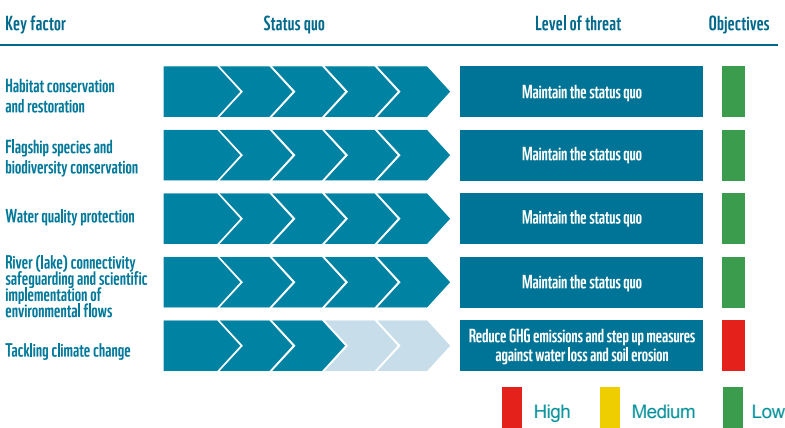 Key factor
Status quo
Level of threat
Objectives
Habitat conservation
and restoration
Maintain the status quo
Flagship species and
biodiversity conservation
Maintain the status quo
Water quality protection
Maintain the status quo
River (lake) connectivity
safeguarding and scientific
implementation of
environmental flows
Maintain the status quo
Tackling climate change
Reduce GHG emissions and step up measures
against water loss and soil erosion
High
Medium
Low